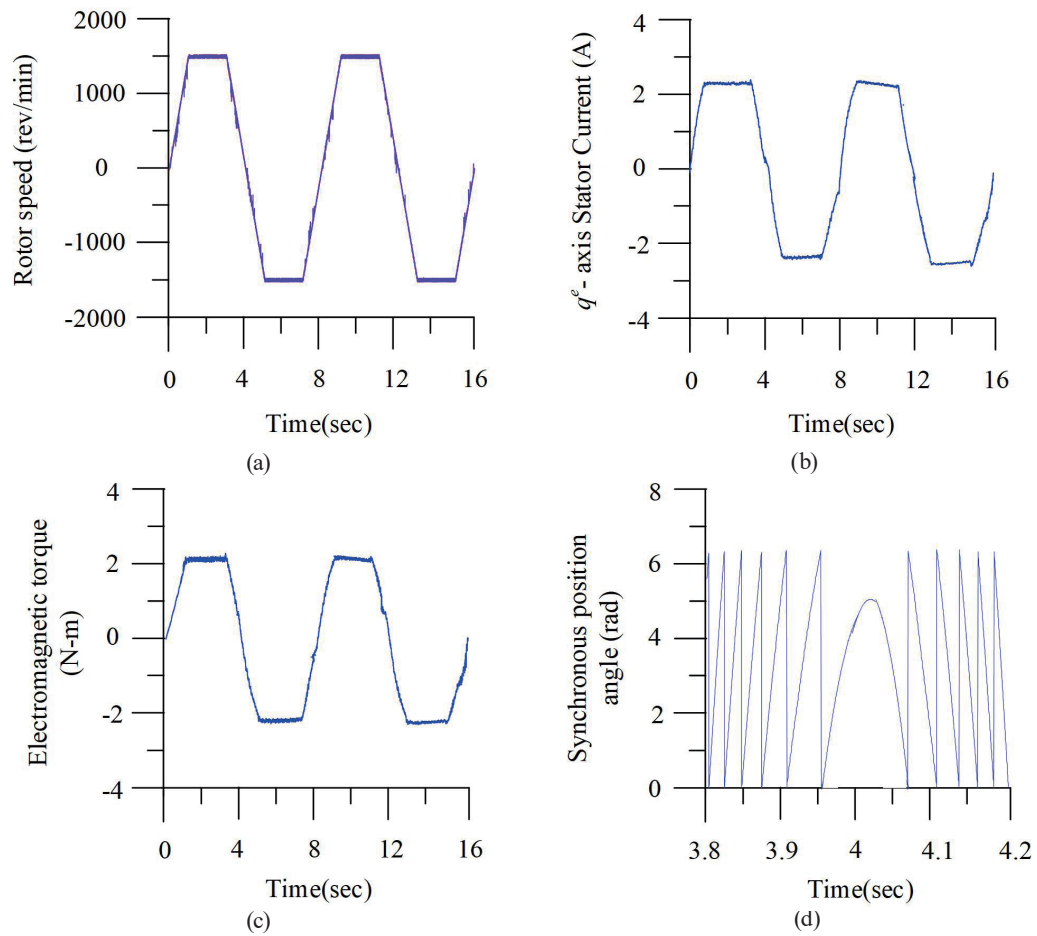 2000
1000
0
-1000
-2000
Rotor speed (rev/min)
0 4 8 12 16
Time(sec)
(a)
4
2
0
-2
-4
qᵉ- axis Stator Current (A)
0 4 8 12 16
Time(sec)
(b)
4
2
0
-2
-4
Electromagnetic torque
(N-m)
0 4 8 12 16
Time(sec)
(c)
8
6
4
2
0
Synchronous position
angle (rad)
3.8 3.9 4 4.1 4.2
Time(sec)
(d)